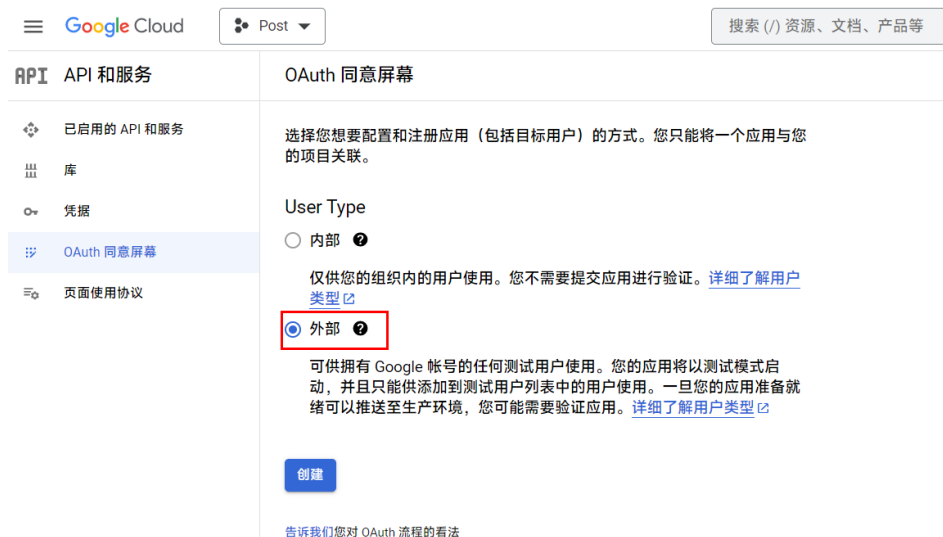 Google Cloud
Post
搜索 (/) 资源、文档、产品等
API
API 和服务
已启用的 API 和服务
库
凭据
OAuth 同意屏幕
页面使用协议
OAuth 同意屏幕
选择您想要配置和注册应用（包括目标用户）的方式。您只能将一个应用与您
的项目关联。
User Type
内部
仅供您的组织内的用户使用。您不需要提交应用进行验证。详细了解用户
类型
外部
可供拥有 Google 帐号的任何测试用户使用。您的应用将以测试模式启
动，并且只能供添加到测试用户列表中的用户使用。一旦您的应用准备就
绪可以推送至生产环境，您可能需要验证应用。详细了解用户类型
创建
告诉我们您对 OAuth 流程的看法